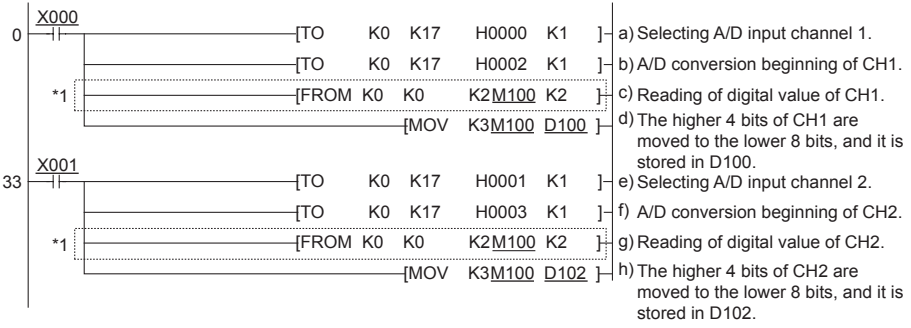 X000
0 [TO K0 K17 H0000 K1 ] a) Selecting A/D input channel 1.
[TO K0 K17 H0002 K1 ] b) A/D conversion beginning of CH1.
*1 [FROM K0 K0 K2M100 K2 ] c) Reading of digital value of CH1.
[MOV K3M100 D100 ] d) The higher 4 bits of CH1 are
moved to the lower 8 bits, and it is
stored in D100.
X001
33 [TO K0 K17 H0001 K1 ] e) Selecting A/D input channel 2.
[TO K0 K17 H0003 K1 ] f) A/D conversion beginning of CH2.
*1 [FROM K0 K0 K2M100 K2 ] g) Reading of digital value of CH2.
[MOV K3M100 D102 ] h) The higher 4 bits of CH2 are
moved to the lower 8 bits, and it is
stored in D102.